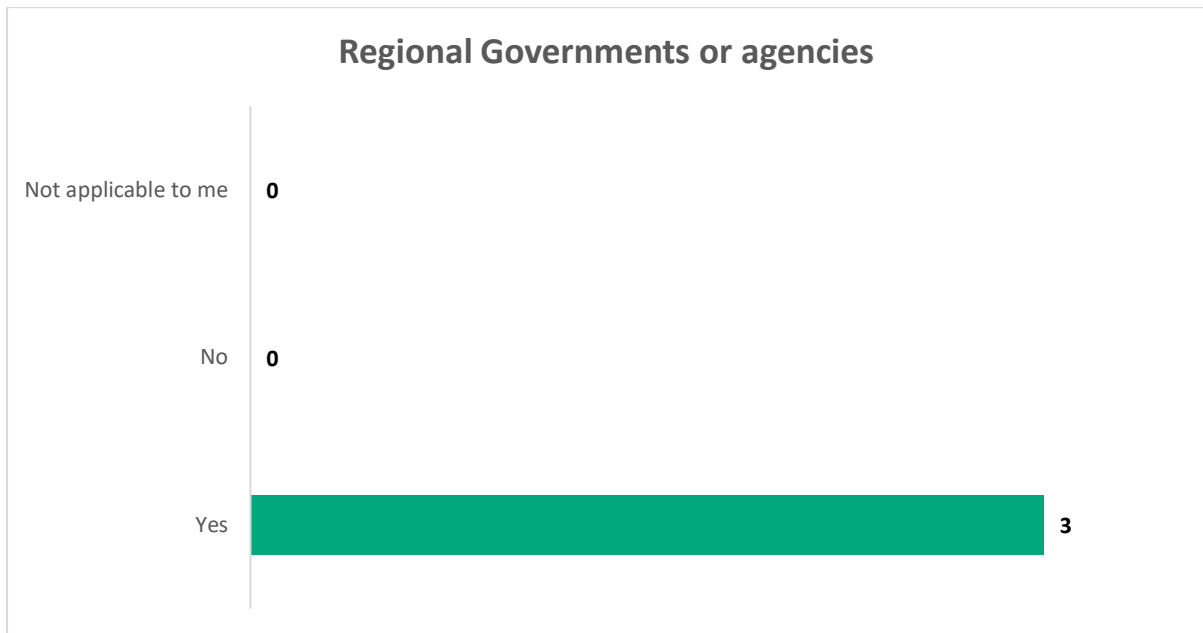 Regional Governments or agencies
Not applicable to me 0
No 0
Yes 3